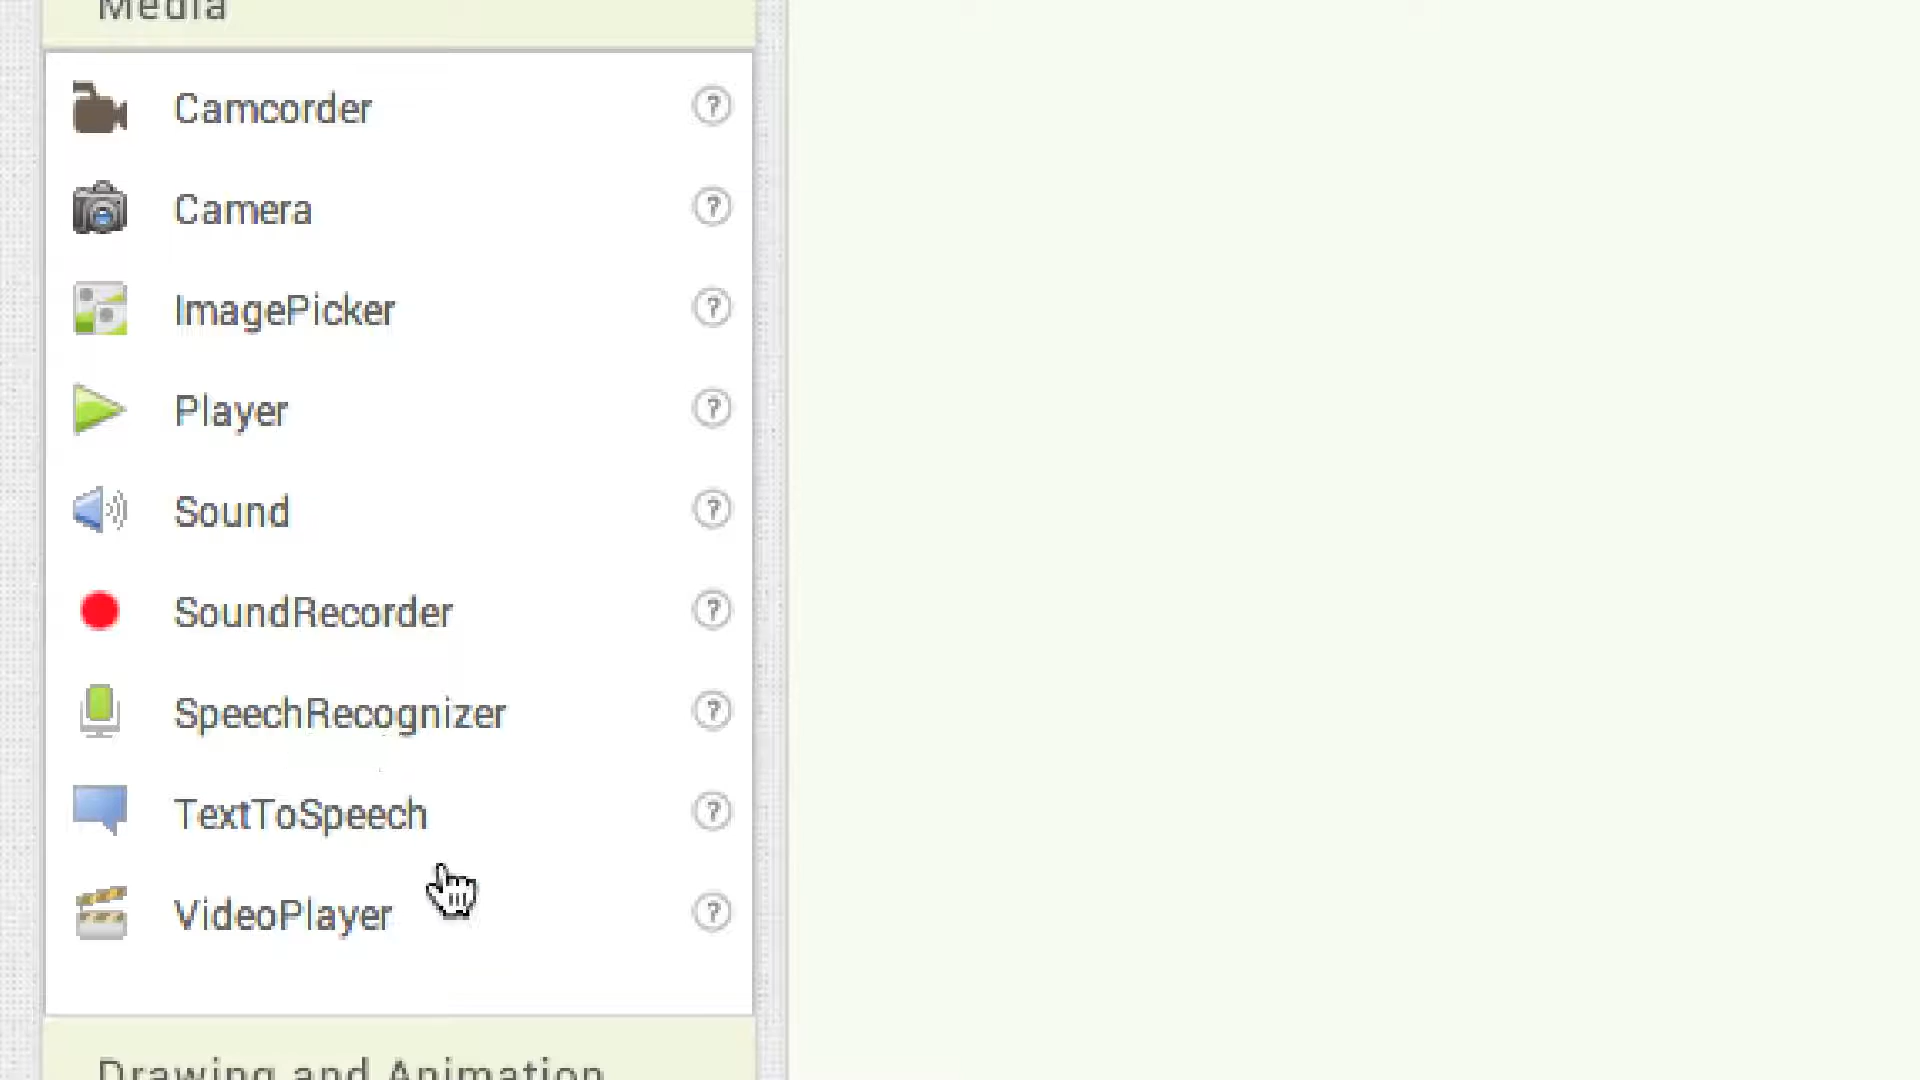 Media
Camcorder
Camera
ImagePicker
Player
Sound
SoundRecorder
SpeechRecognizer
TextToSpeech
VideoPlayer
Drawing and Animation